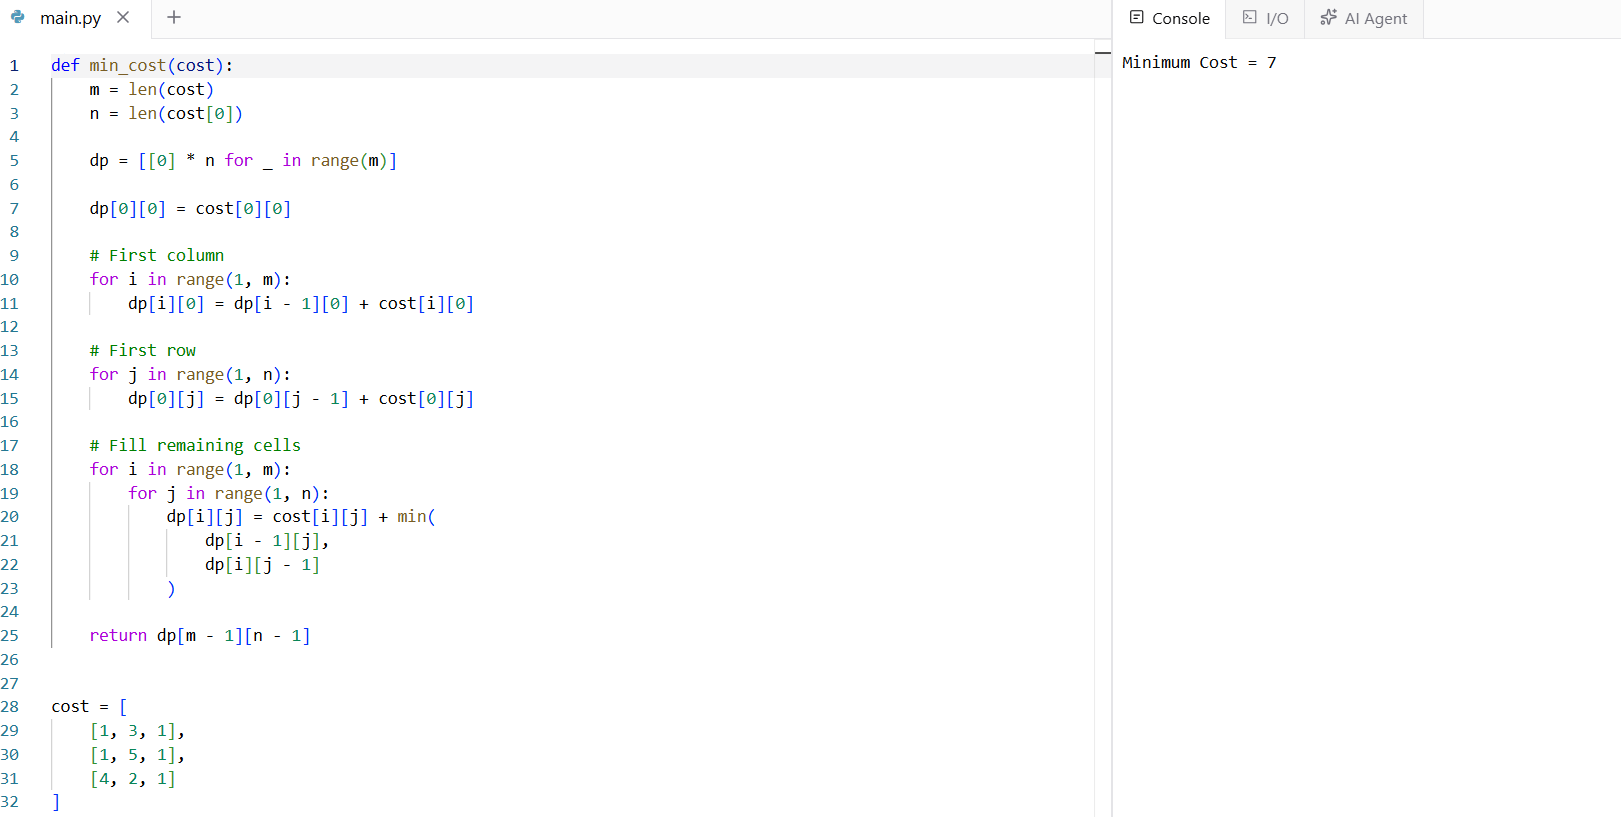 main.py
Console
I/O
AI Agent
1 def min_cost(cost):
2     m = len(cost)
3     n = len(cost[0])
4
5     dp = [[0] * n for _ in range(m)]
6
7     dp[0][0] = cost[0][0]
8
9     # First column
10     for i in range(1, m):
11         dp[i][0] = dp[i - 1][0] + cost[i][0]
12
13     # First row
14     for j in range(1, n):
15         dp[0][j] = dp[0][j - 1] + cost[0][j]
16
17     # Fill remaining cells
18     for i in range(1, m):
19         for j in range(1, n):
20             dp[i][j] = cost[i][j] + min(
21                 dp[i - 1][j],
22                 dp[i][j - 1]
23             )
24
25     return dp[m - 1][n - 1]
26
27
28 cost = [
29     [1, 3, 1],
30     [1, 5, 1],
31     [4, 2, 1]
32 ]
Minimum Cost = 7